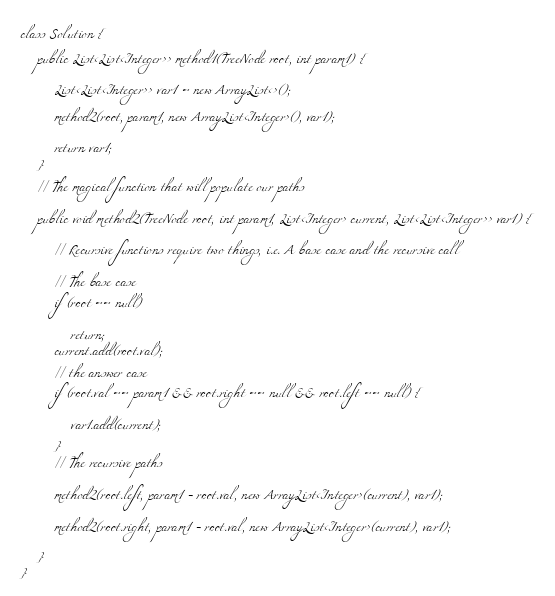 class Solution {
public List<List<Integer>> method1(TreeNode root, int param1) {
List<List<Integer>> var1 = new ArrayList<>();
method2(root, param1, new ArrayList<Integer>(), var1);
return var1;
}
// The magical function that will populate our paths
public void method2(TreeNode root, int param1, List<Integer> current, List<List<Integer>> var1) {
// Recursive functions require two things, i.e. A base case and the recursive call
// The base case
if (root == null)
return;
current.add(root.val);
// the answer case
if (root.val == param1 && root.right == null && root.left == null) {
var1.add(current);
}
// The recursive paths
method2(root.left, param1 - root.val, new ArrayList<Integer>(current), var1);
method2(root.right, param1 - root.val, new ArrayList<Integer>(current), var1);
}
}